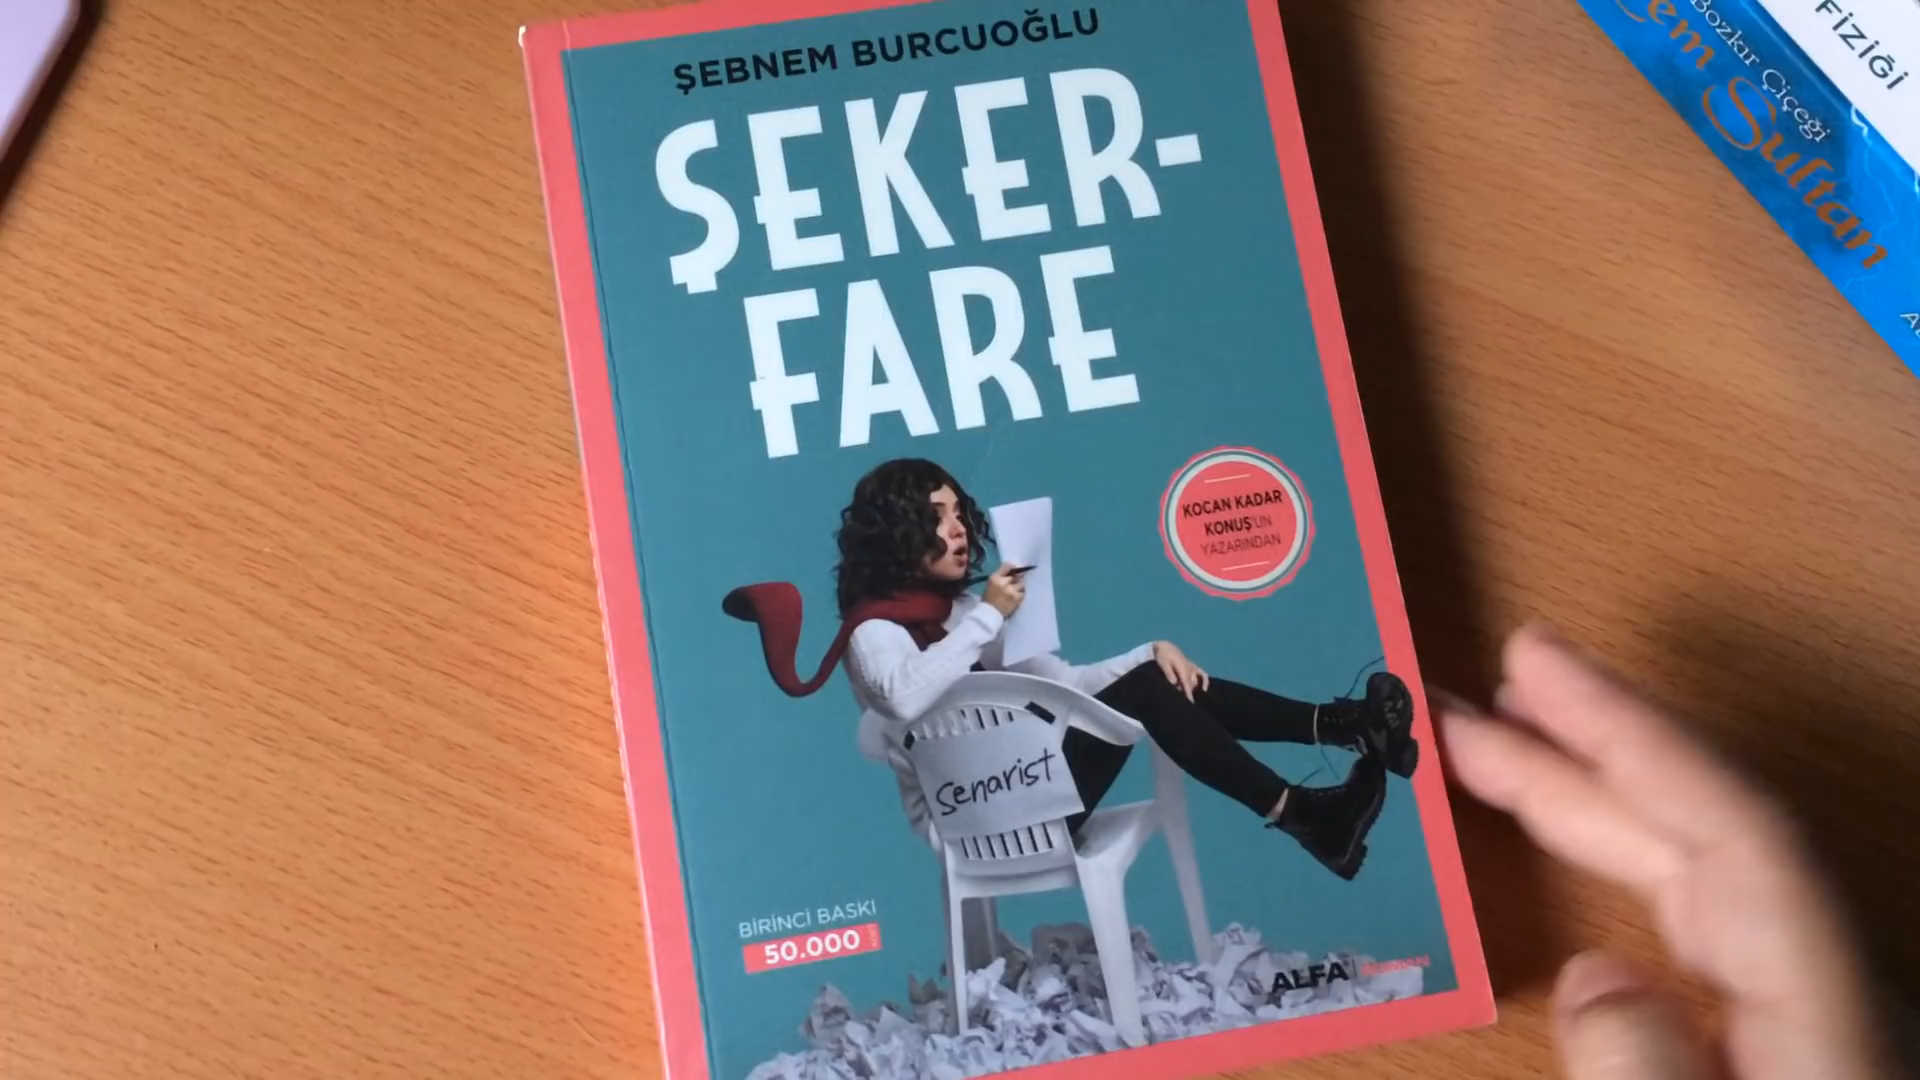 ŞEBNEM BURCUOĞLU
ŞEKER-
FARE
KOCAN KADAR
KONUŞ'UN
YAZARINDAN
Senarist
BİRİNCİ BASKI
50.000
ALFA
Bozkır Çiçeği
em Sultan
FİZİĞİ